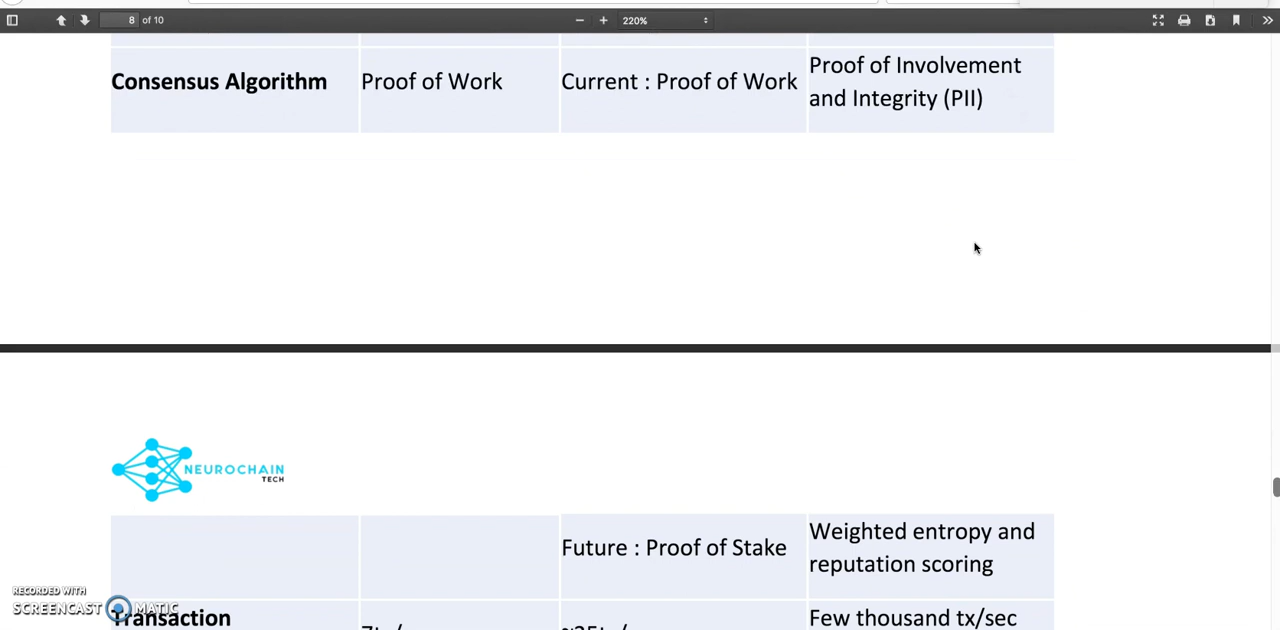 8 of 10
220%
Consensus Algorithm
Proof of Work
Current : Proof of Work
Proof of Involvement
and Integrity (PII)
NEUROCHAIN
TECH
Future : Proof of Stake
Weighted entropy and
reputation scoring
RECORDED WITH
SCREENCAST MATIC
Transaction
Few thousand tx/sec